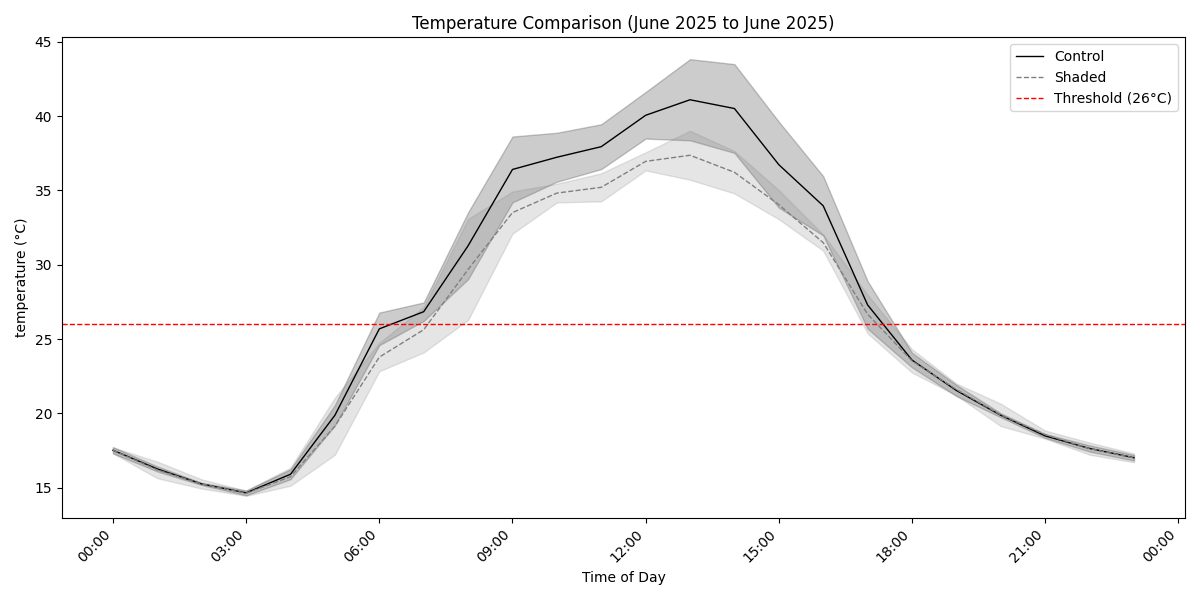 Temperature Comparison (June 2025 to June 2025)
Control
Shaded
Threshold (26°C)
temperature (°C)
45
40
35
30
25
20
15
00:00
03:00
06:00
09:00
12:00
15:00
18:00
21:00
00:00
Time of Day